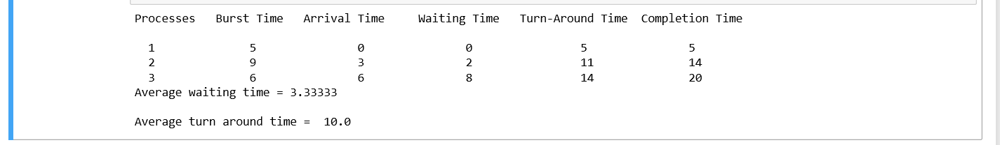 Processes Burst Time Arrival Time Waiting Time Turn-Around Time Completion Time
1 5 0 0 5 5
2 9 3 2 11 14
3 6 6 8 14 20
Average waiting time = 3.33333
Average turn around time = 10.0